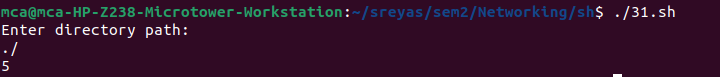 mca@mca-HP-Z238-Microtower-Workstation:~/sreyas/sem2/Networking/sh$ ./31.sh
Enter directory path:
./
5